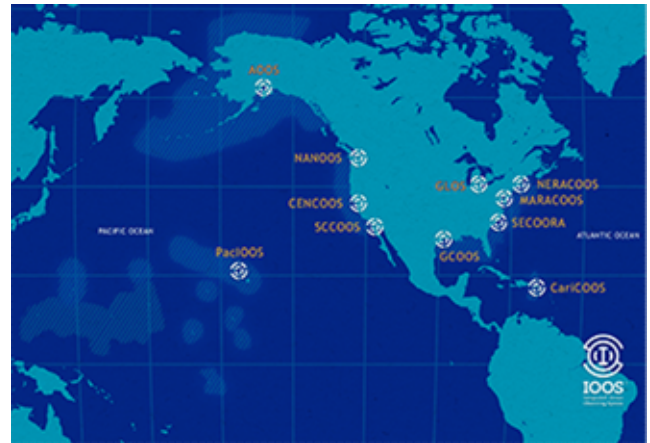 AOOS
NANOOS
GLOS
NERACOOS
MARACOOS
CENCOOS
SECOORA
SCCOOS
PACIFIC OCEAN
ATLANTIC OCEAN
GCOOS
PacIOOS
CariCOOS
IOOS